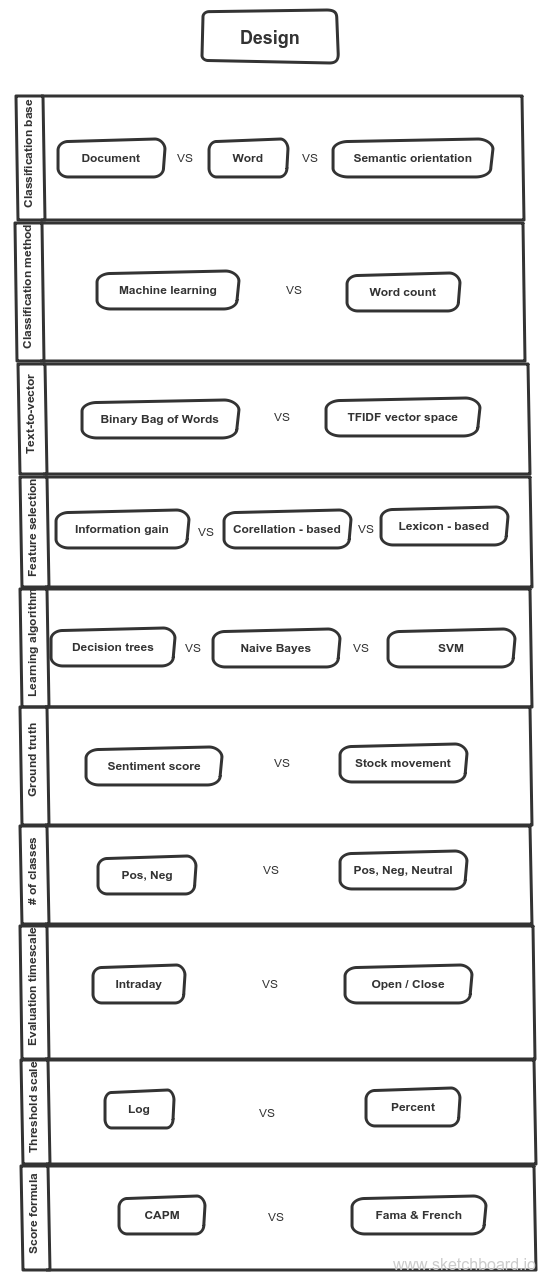 Design
Classification base
Document VS Word VS Semantic orientation
Classification method
Machine learning VS Word count
Text-to-vector
Binary Bag of Words VS TFIDF vector space
Feature selection
Information gain VS Corellation - based VS Lexicon - based
Learning algorithm
Decision trees VS Naive Bayes VS SVM
Ground truth
Sentiment score VS Stock movement
# of classes
Pos, Neg VS Pos, Neg, Neutral
Evaluation timescale
Intraday VS Open / Close
Threshold scale
Log VS Percent
Score formula
CAPM VS Fama & French
www.sketchboard.io